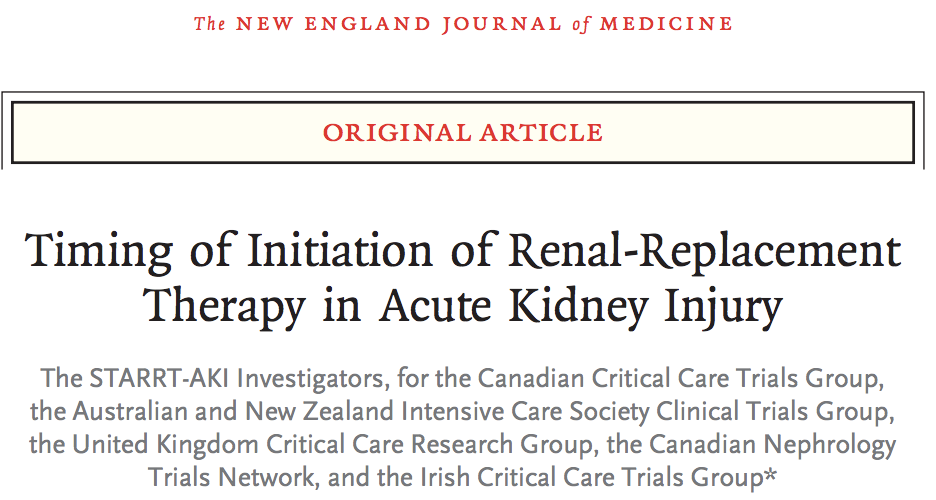 The NEW ENGLAND JOURNAL of MEDICINE
ORIGINAL ARTICLE
Timing of Initiation of Renal-Replacement
Therapy in Acute Kidney Injury
The STARRT-AKI Investigators, for the Canadian Critical Care Trials Group,
the Australian and New Zealand Intensive Care Society Clinical Trials Group,
the United Kingdom Critical Care Research Group, the Canadian Nephrology
Trials Network, and the Irish Critical Care Trials Group*